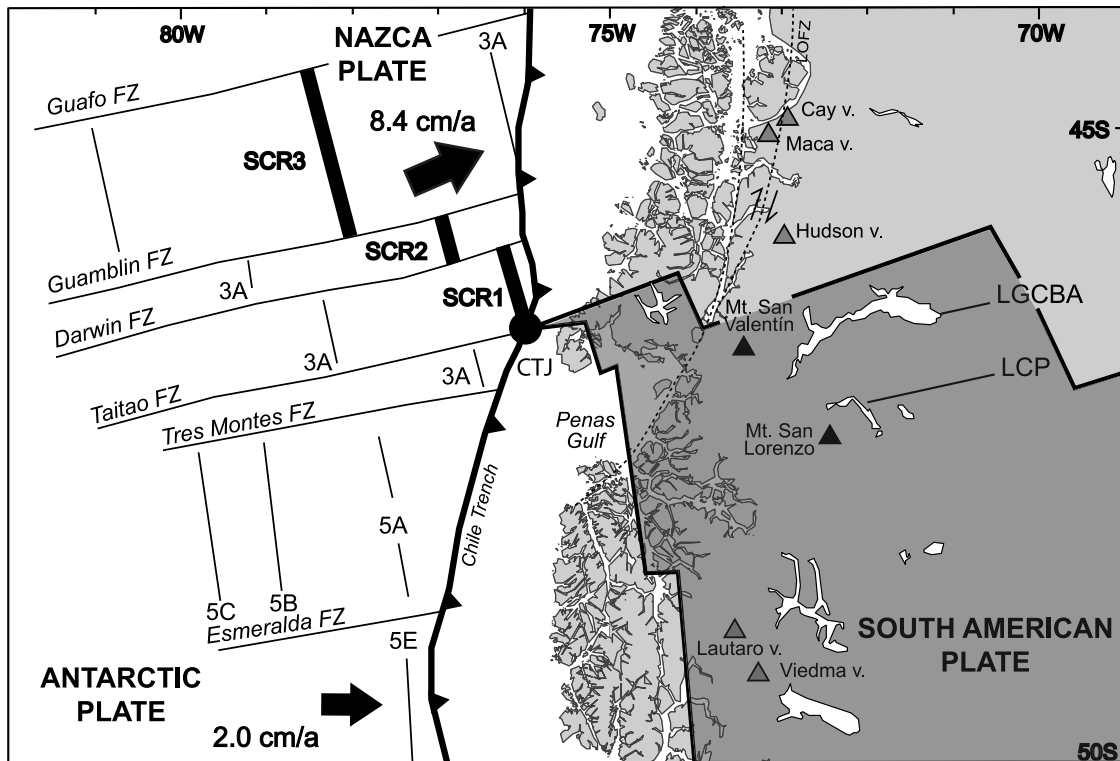 80W
75W
70W
NAZCA
PLATE
3A
LOFZ
Guafo FZ
8.4 cm/a
Cay v.
45S
Maca v.
SCR3
SCR2
Hudson v.
Guamblin FZ
3A
SCR1
LGCBA
Darwin FZ
Mt. San
Valentín
3A
CTJ
3A
LCP
Taitao FZ
Tres Montes FZ
Penas
Gulf
Mt. San
Lorenzo
Chile Trench
5A
5C
5B
Esmeralda FZ
5E
Lautaro v.
SOUTH AMERICAN
PLATE
Viedma v.
ANTARCTIC
PLATE
2.0 cm/a
50S